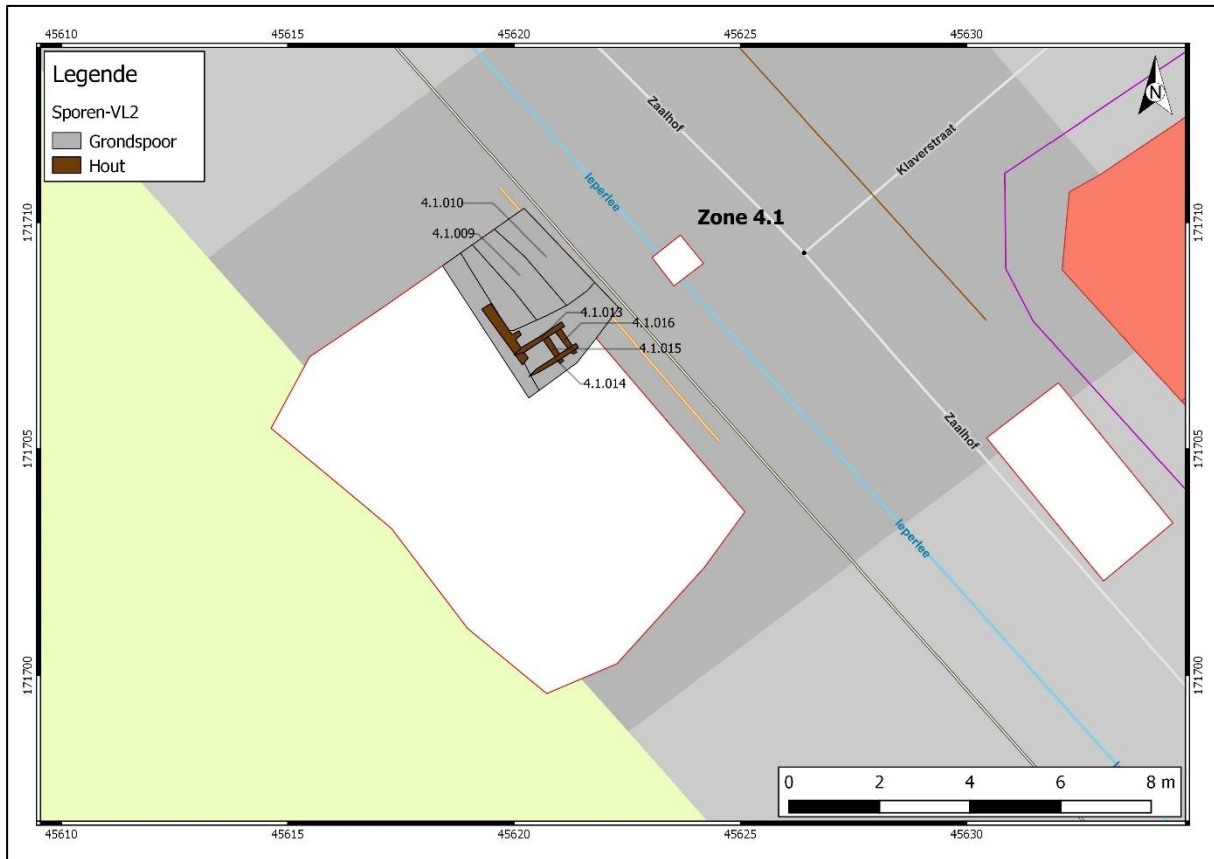 45610 45615 45620 45625 45630
Legende
Sporen-VL2
Grondspoor
Hout
N
Zaalhof
Klaverstraat
Ieperlee
Zone 4.1
171710 171710
4.1.010
4.1.009
4.1.013
4.1.016
4.1.015
4.1.014
171705 171705
Zaalhof
Ieperlee
171700 171700
0 2 4 6 8 m
45610 45615 45620 45625 45630